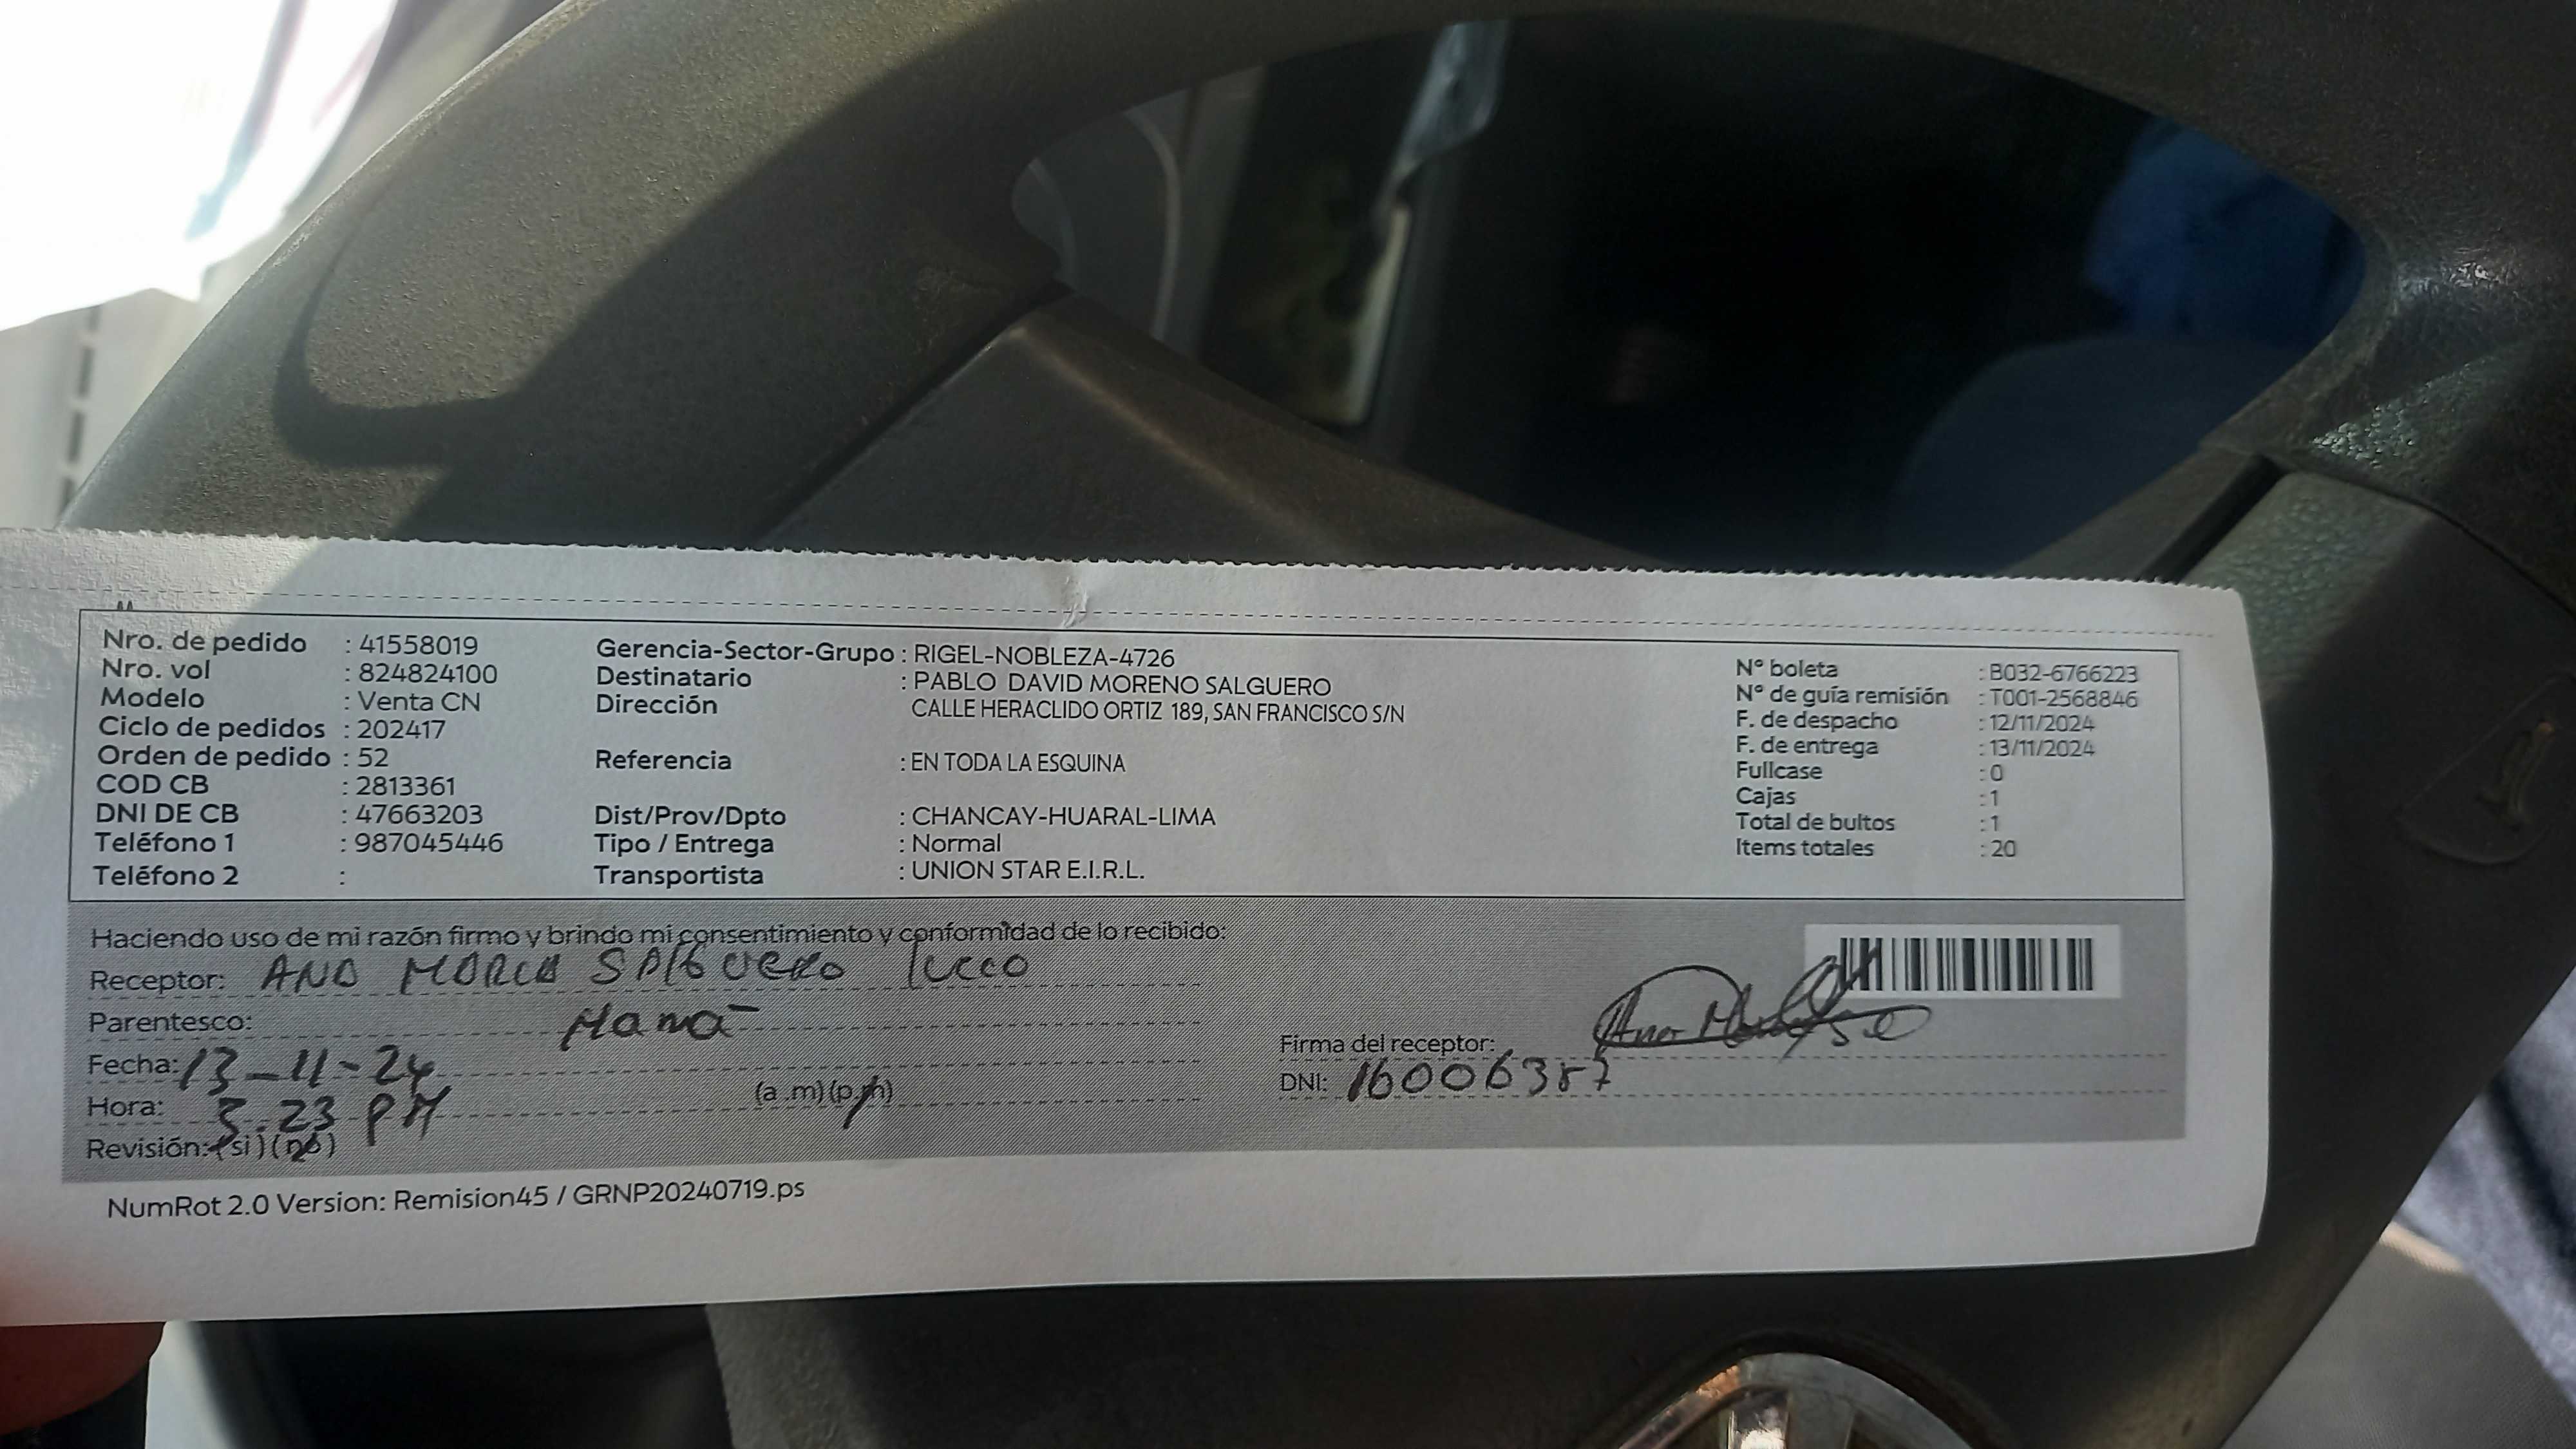 Nro. de pedido : 41558019
Nro. vol : 824824100
Modelo : Venta CN
Ciclo de pedidos : 202417
Orden de pedido : 52
COD CB : 2813361
DNI DE CB : 47663203
Teléfono 1 : 987045446
Teléfono 2 :
Gerencia-Sector-Grupo : RIGEL-NOBLEZA-4726
Destinatario : PABLO DAVID MORENO SALGUERO
Dirección CALLE HERACLIDO ORTIZ 189, SAN FRANCISCO S/N
Referencia : EN TODA LA ESQUINA
Dist/Prov/Dpto : CHANCAY-HUARAL-LIMA
Tipo / Entrega : Normal
Transportista : UNION STAR E.I.R.L.
N° boleta : B032-6766223
N° de guía remisión : T001-2568846
F. de despacho : 12/11/2024
F. de entrega : 13/11/2024
Fullcase : 0
Cajas : 1
Total de bultos : 1
Items totales : 20
Haciendo uso de mi razón firmo y brindo mi consentimiento y conformidad de lo recibido:
Receptor: ANA MARIA SALGUERO
Parentesco: Mamá
Fecha: 13-11-24
Hora: 3:23 PM (a.m)(p.m)
Revisión: (si)(no)
Firma del receptor:
DNI: 16006387
NumRot 2.0 Version: Remision45 / GRNP20240719.ps